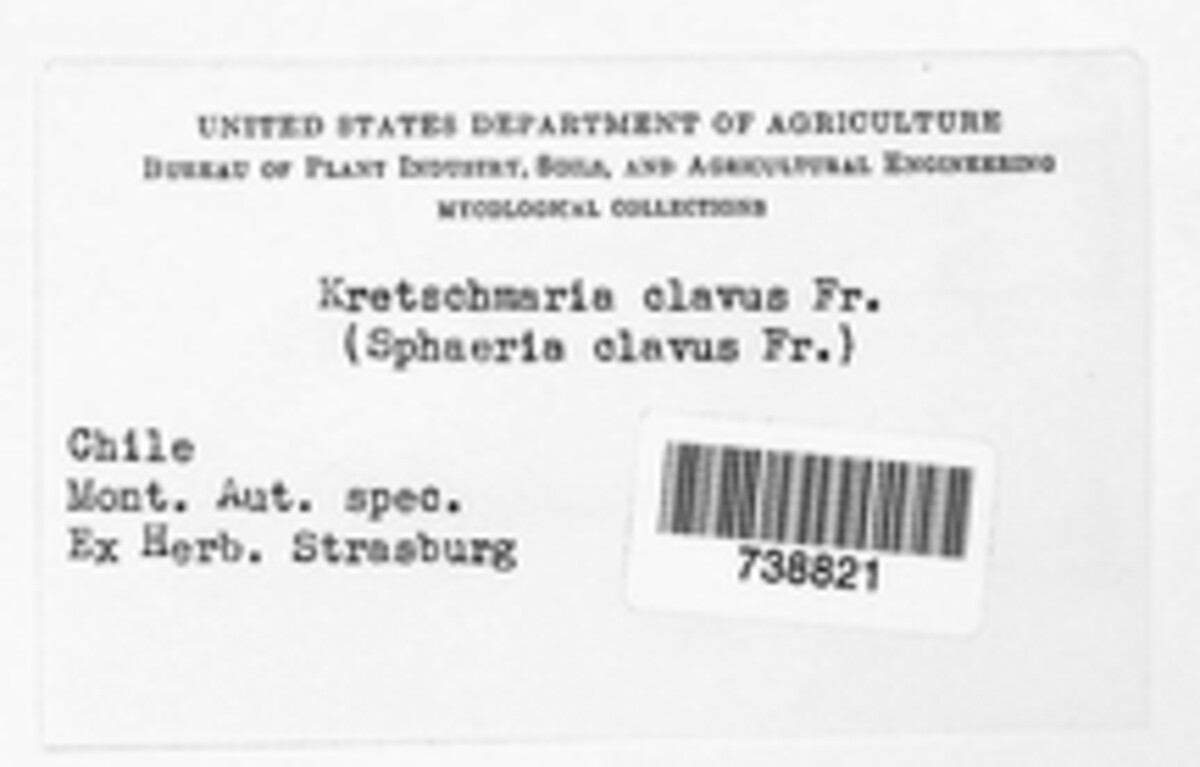 UNITED STATES DEPARTMENT OF AGRICULTURE
BUREAU OF PLANT INDUSTRY, SOILS, AND AGRICULTURAL ENGINEERING
MYCOLOGICAL COLLECTIONS
Kretschmaria clavus Fr.
(Sphaeria clavus Fr.)
Chile
Mont. Aut. spec.
Ex Herb. Strasburg
738821